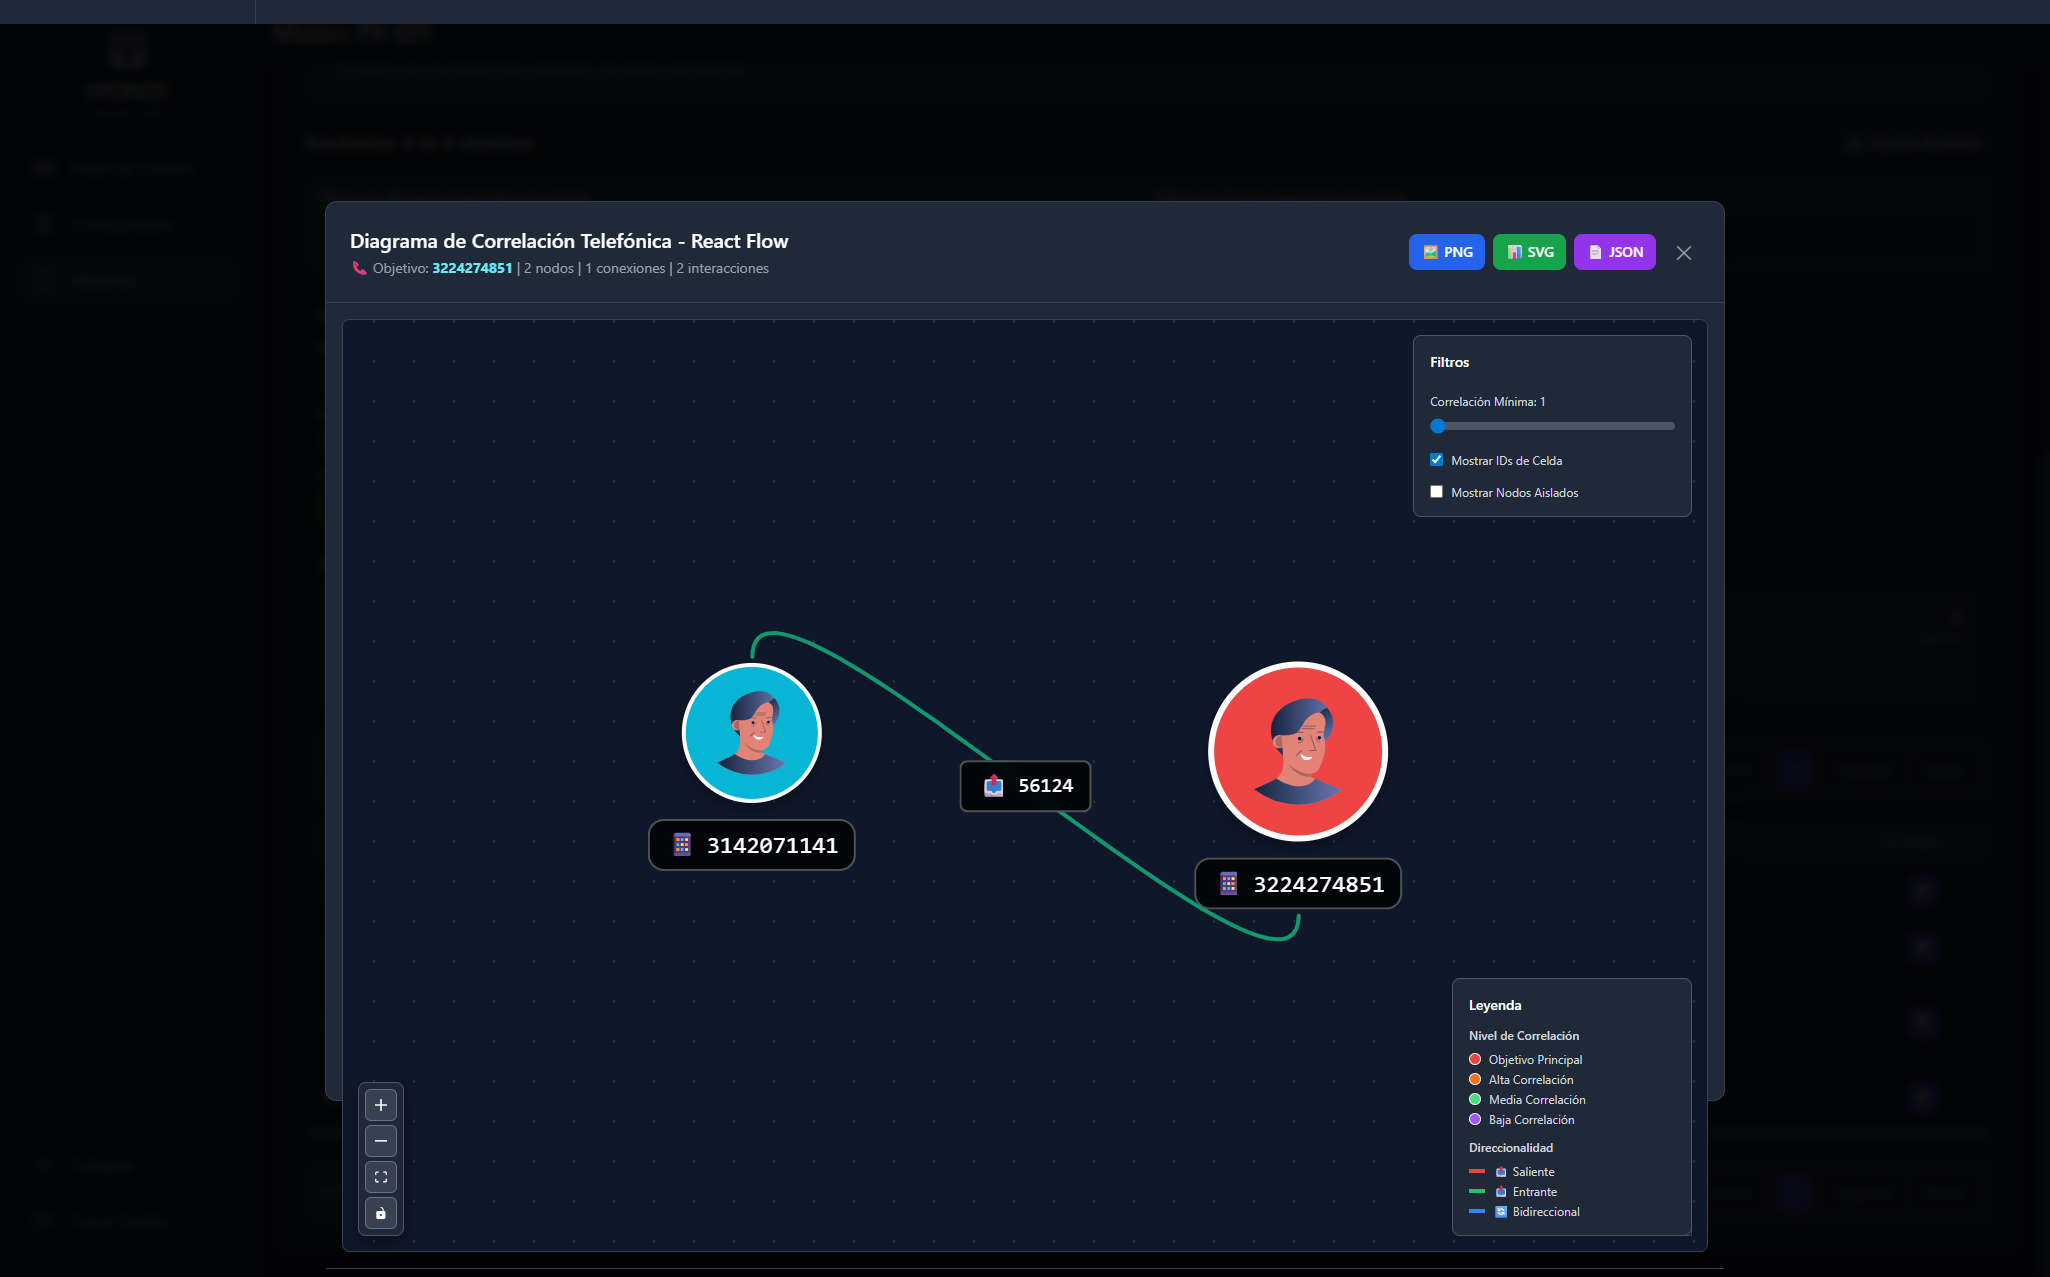 Diagrama de Correlación Telefónica - React Flow
Objetivo: 3224274851 | 2 nodos | 1 conexiones | 2 interacciones
PNG
SVG
JSON
Filtros
Correlación Mínima: 1
Mostrar IDs de Celda
Mostrar Nodos Aislados
56124
3142071141
3224274851
Leyenda
Nivel de Correlación
Objetivo Principal
Alta Correlación
Media Correlación
Baja Correlación
Direccionalidad
Saliente
Entrante
Bidireccional